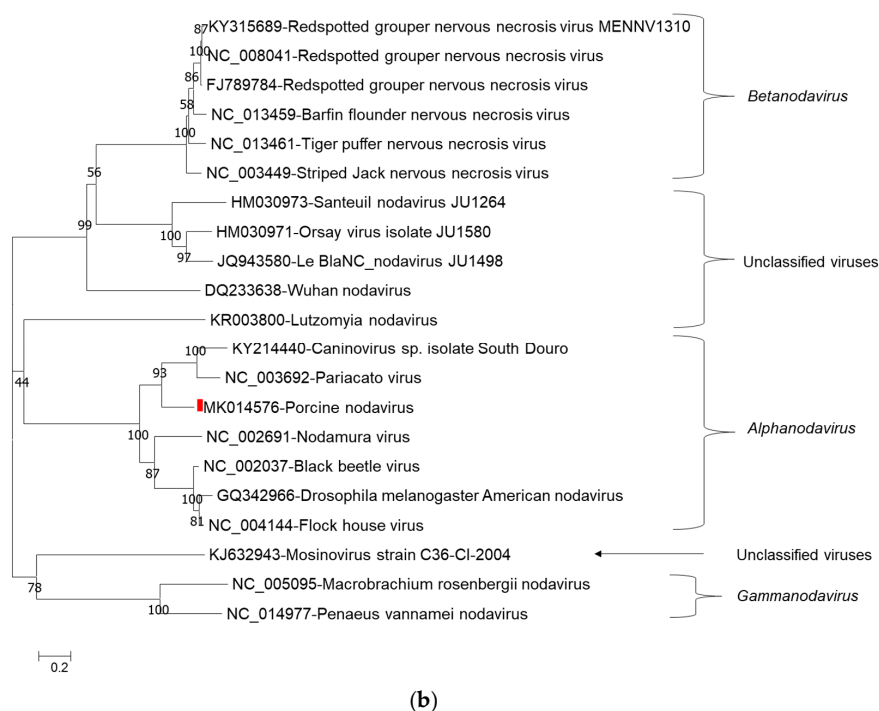 87
KY315689-Redspotted grouper nervous necrosis virus MENNV1310
100
NC_008041-Redspotted grouper nervous necrosis virus
86
FJ789784-Redspotted grouper nervous necrosis virus
Betanodavirus
58
NC_013459-Barfin flounder nervous necrosis virus
100
NC_013461-Tiger puffer nervous necrosis virus
56
NC_003449-Striped Jack nervous necrosis virus
HM030973-Santeuil nodavirus JU1264
99
100
HM030971-Orsay virus isolate JU1580
97
JQ943580-Le BlaNC_nodavirus JU1498
Unclassified viruses
DQ233638-Wuhan nodavirus
KR003800-Lutzomyia nodavirus
100
KY214440-Caninovirus sp. isolate South Douro
44
93
NC_003692-Pariacato virus
MK014576-Porcine nodavirus
Alphanodavirus
100
NC_002691-Nodamura virus
87
NC_002037-Black beetle virus
100
GQ342966-Drosophila melanogaster American nodavirus
81
NC_004144-Flock house virus
KJ632943-Mosinovirus strain C36-CI-2004
Unclassified viruses
78
NC_005095-Macrobrachium rosenbergii nodavirus
Gammanodavirus
100
NC_014977-Penaeus vannamei nodavirus
0.2
(b)